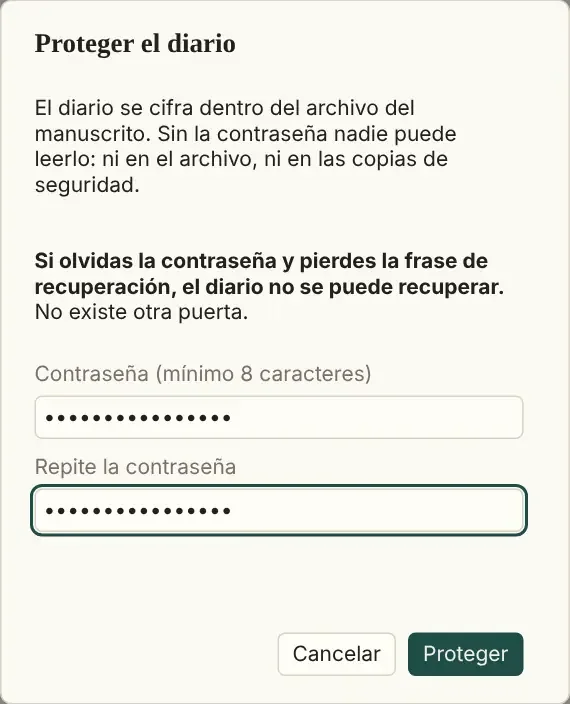 Proteger el diario
El diario se cifra dentro del archivo del
manuscrito. Sin la contraseña nadie puede
leerlo: ni en el archivo, ni en las copias de
seguridad.
Si olvidas la contraseña y pierdes la frase de
recuperación, el diario no se puede recuperar.
No existe otra puerta.
Contraseña (mínimo 8 caracteres)
••••••••••••••••
Repite la contraseña
••••••••••••••••
Cancelar Proteger